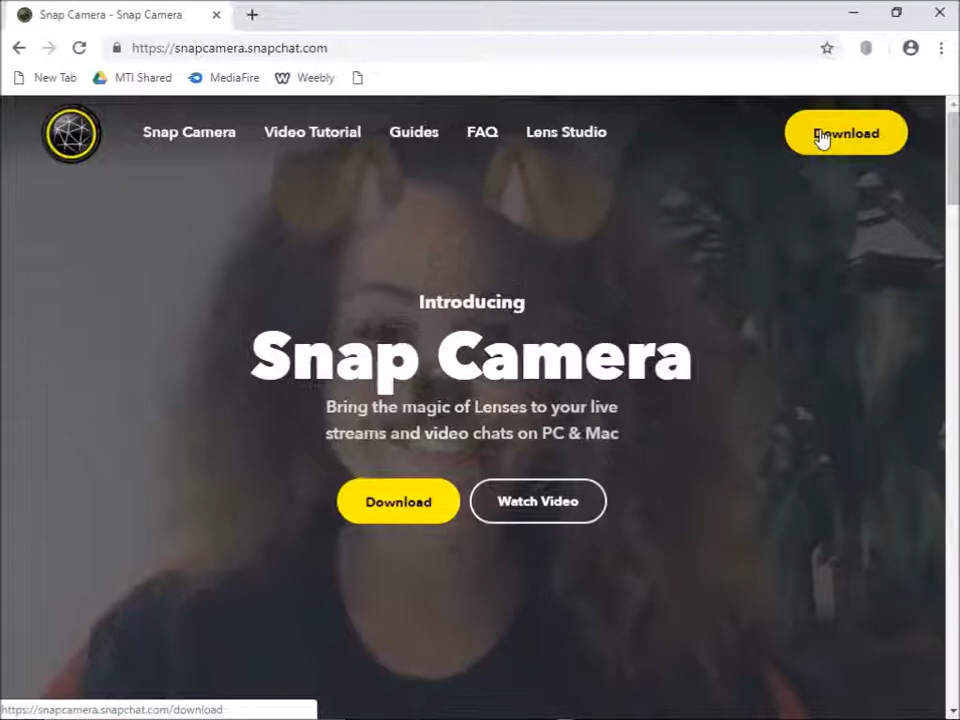 Snap Camera - Snap Camera
https://snapcamera.snapchat.com
New Tab MTI Shared MediaFire Weebly
Snap Camera Video Tutorial Guides FAQ Lens Studio Download
Introducing
Snap Camera
Bring the magic of Lenses to your live
streams and video chats on PC & Mac
Download Watch Video
https://snapcamera.snapchat.com/download